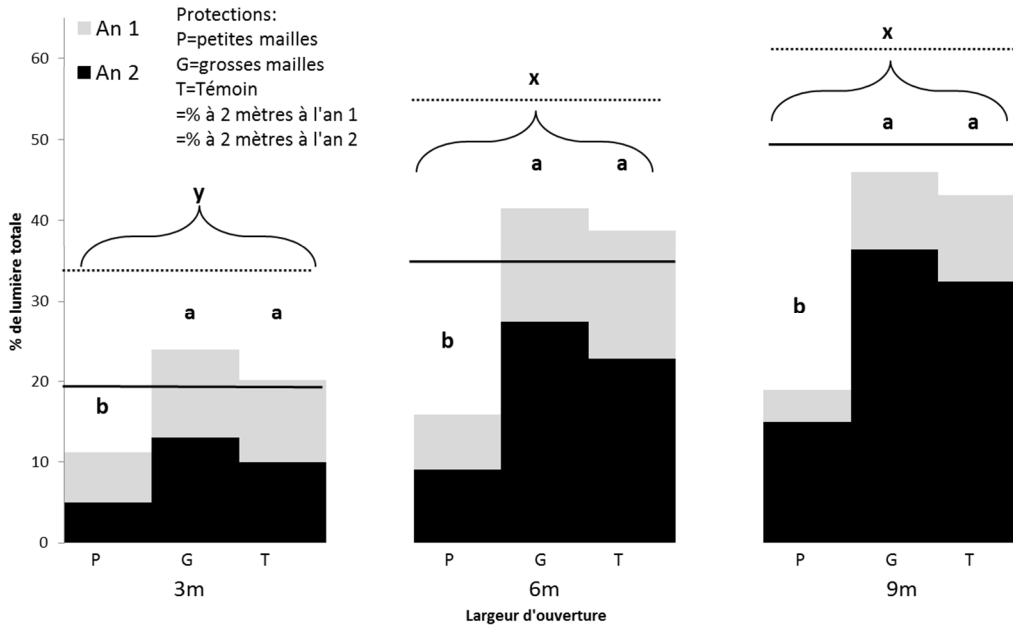 An 1
An 2
Protections:
P=petites mailles
G=grosses mailles
T=Témoin
=% à 2 mètres à l'an 1
=% à 2 mètres à l'an 2
% de lumière totale
60
50
40
30
20
10
0
y
a a
b
x
a a
b
x
a a
b
P G T P G T P G T
3m 6m 9m
Largeur d'ouverture